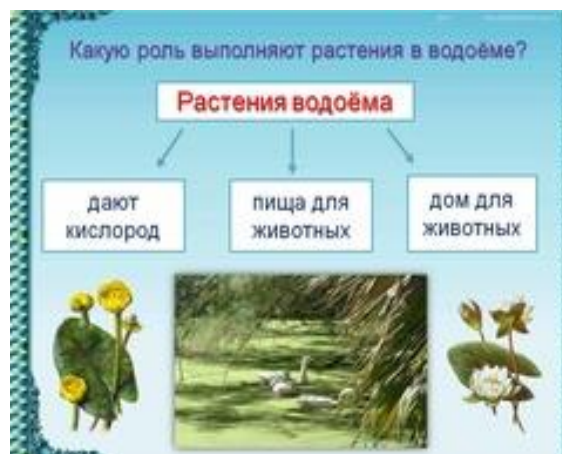 Какую роль выполняют растения в водоёме?
Растения водоёма
дают
кислород
пища для
животных
дом для
животных